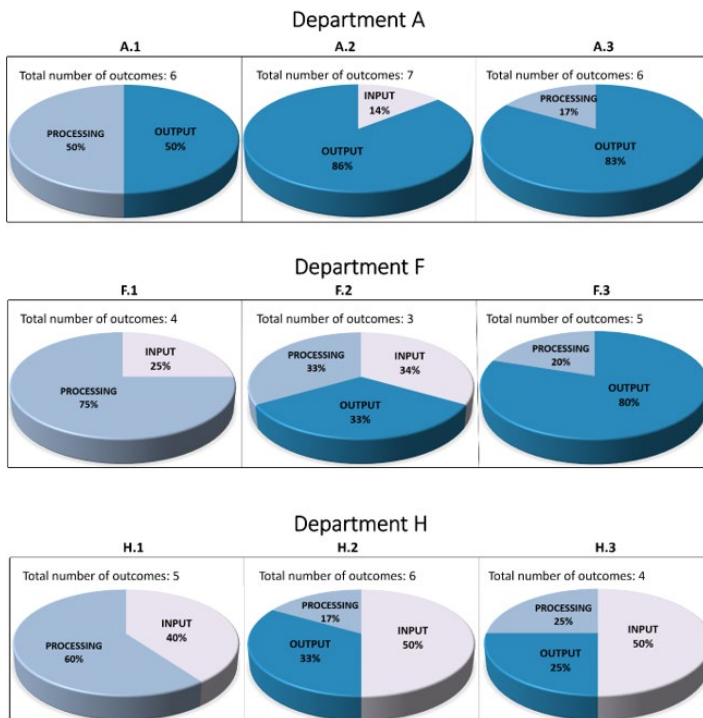 Department A
A.1
A.2
A.3
Total number of outcomes: 6
Total number of outcomes: 7
Total number of outcomes: 6
PROCESSING
50%
OUTPUT
50%
INPUT
14%
OUTPUT
86%
PROCESSING
17%
OUTPUT
83%
Department F
F.1
F.2
F.3
Total number of outcomes: 4
Total number of outcomes: 3
Total number of outcomes: 5
INPUT
25%
PROCESSING
75%
PROCESSING
33%
INPUT
34%
OUTPUT
33%
PROCESSING
20%
OUTPUT
80%
Department H
H.1
H.2
H.3
Total number of outcomes: 5
Total number of outcomes: 6
Total number of outcomes: 4
INPUT
40%
PROCESSING
60%
PROCESSING
17%
INPUT
50%
OUTPUT
33%
PROCESSING
25%
INPUT
50%
OUTPUT
25%